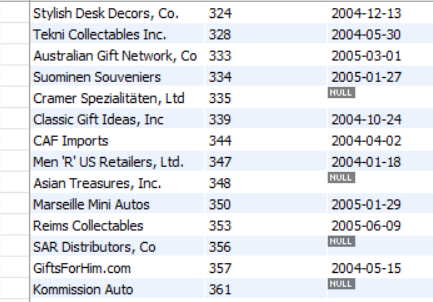 Stylish Desk Decors, Co. 324 2004-12-13
Tekni Collectables Inc. 328 2004-05-30
Australian Gift Network, Co 333 2005-03-01
Suominen Souveniers 334 2005-01-27
Cramer Spezialitäten, Ltd 335 NULL
Classic Gift Ideas, Inc 339 2004-10-24
CAF Imports 344 2004-04-02
Men 'R' US Retailers, Ltd. 347 2004-01-18
Asian Treasures, Inc. 348 NULL
Marseille Mini Autos 350 2005-01-29
Reims Collectables 353 2005-06-09
SAR Distributors, Co 356 NULL
GiftsForHim.com 357 2004-05-15
Kommission Auto 361 NULL